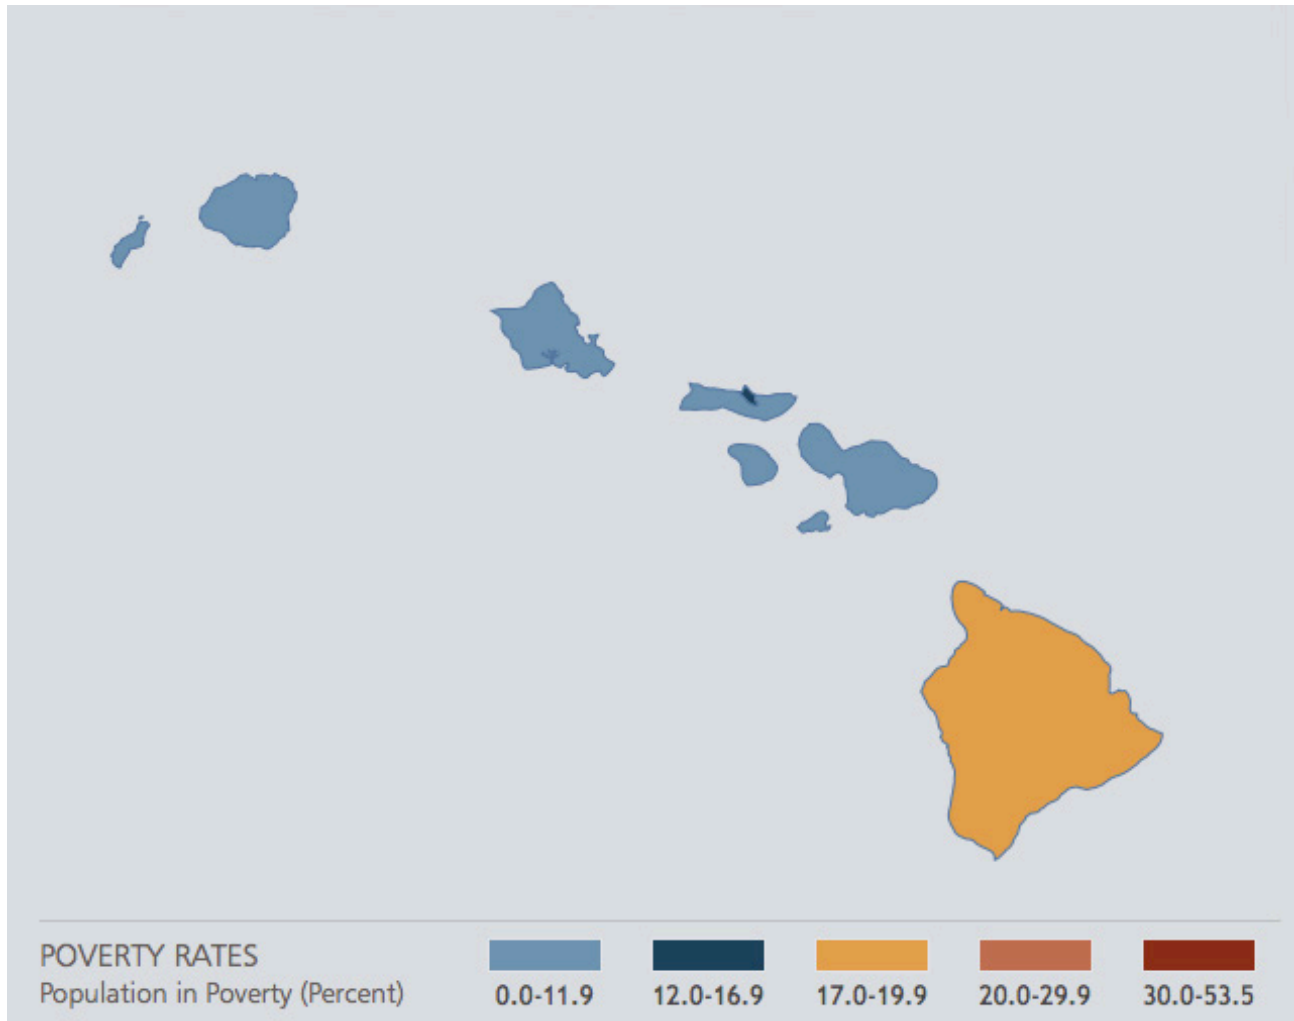 POVERTY RATES
Population in Poverty (Percent)
0.0-11.9
12.0-16.9
17.0-19.9
20.0-29.9
30.0-53.5